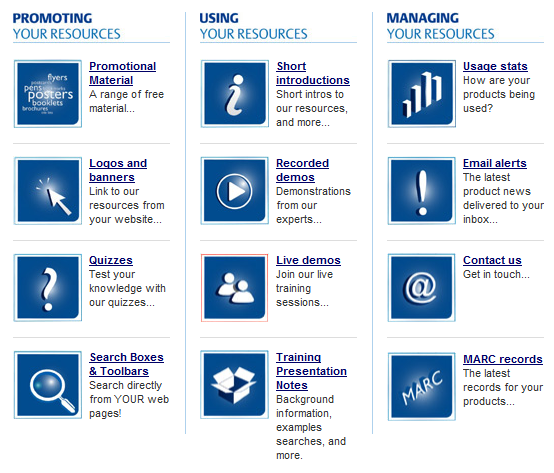 PROMOTING
YOUR RESOURCES
flyers
pens
posters
booklets
brochures
Promotional
Material
A range of free
material...
Logos and
banners
Link to our
resources from
your website...
Quizzes
Test your
knowledge with
our quizzes...
Search Boxes
& Toolbars
Search directly
from YOUR web
pages!
USING
YOUR RESOURCES
Short
introductions
Short intros to
our resources,
and more...
Recorded
demos
Demonstrations
from our
experts...
Live demos
Join our live
training
sessions...
Training
Presentation
Notes
Background
information,
examples
searches, and
more.
MANAGING
YOUR RESOURCES
Usage stats
How are your
products being
used?
Email alerts
The latest
product news
delivered to your
inbox...
@
Contact us
Get in touch...
MARC
MARC records
The latest
records for your
products...